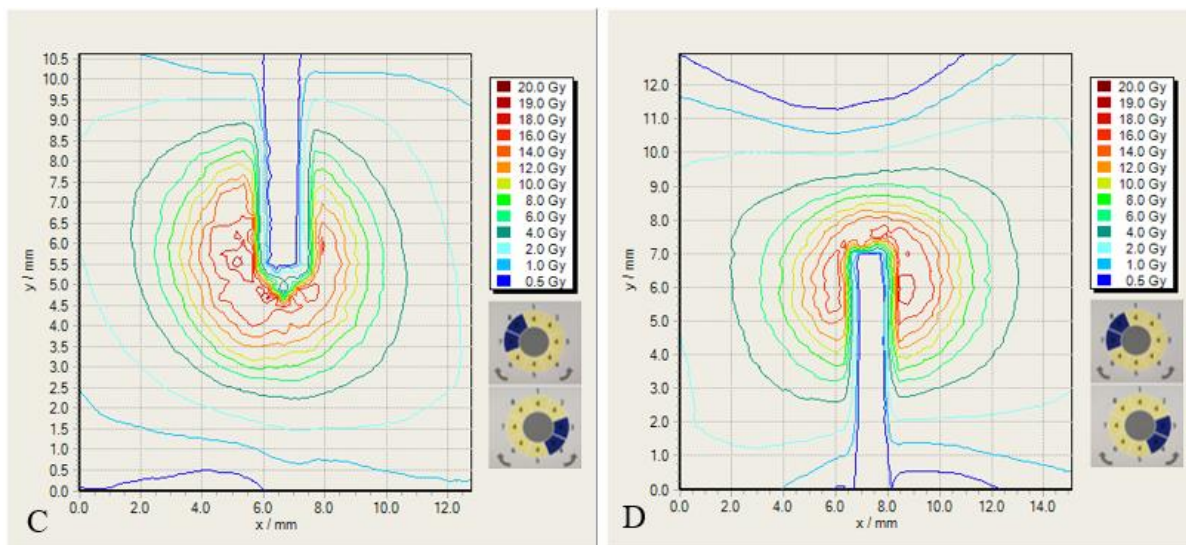 10.5
10.0
9.5
9.0
8.5
8.0
7.5
7.0
6.5
6.0
5.5
5.0
4.5
4.0
3.5
3.0
2.5
2.0
1.5
1.0
0.5
0.0
y / mm
0.0 2.0 4.0 6.0 8.0 10.0 12.0
x / mm
20.0 Gy
19.0 Gy
18.0 Gy
16.0 Gy
14.0 Gy
12.0 Gy
10.0 Gy
8.0 Gy
6.0 Gy
4.0 Gy
2.0 Gy
1.0 Gy
0.5 Gy
C
12.0
11.0
10.0
9.0
8.0
7.0
6.0
5.0
4.0
3.0
2.0
1.0
0.0
y / mm
0.0 2.0 4.0 6.0 8.0 10.0 12.0 14.0
x / mm
20.0 Gy
19.0 Gy
18.0 Gy
16.0 Gy
14.0 Gy
12.0 Gy
10.0 Gy
8.0 Gy
6.0 Gy
4.0 Gy
2.0 Gy
1.0 Gy
0.5 Gy
D